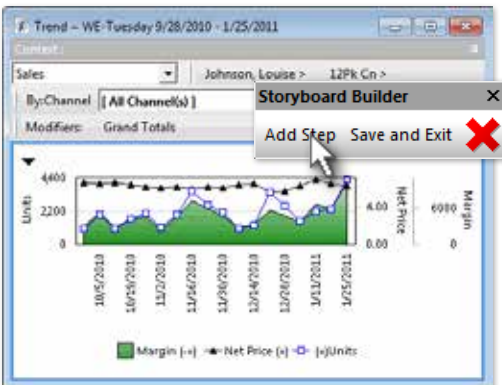 Trend - WE-Tuesday 9/28/2010 - 1/25/2011
Context:
Sales Johnson, Louise > 12Pk Cn >
By:Channel [ All Channel(s) ]
Storyboard Builder
Add Step Save and Exit
Modifiers: Grand Totals
4,400
2200
0
Units
4.00
0.00
Net Price
6000
0
Margin
10/5/2010
10/19/2010
11/2/2010
11/16/2010
11/30/2010
12/14/2010
12/28/2010
1/11/2011
1/25/2011
Margin (-+) Net Price (+) (+)Units